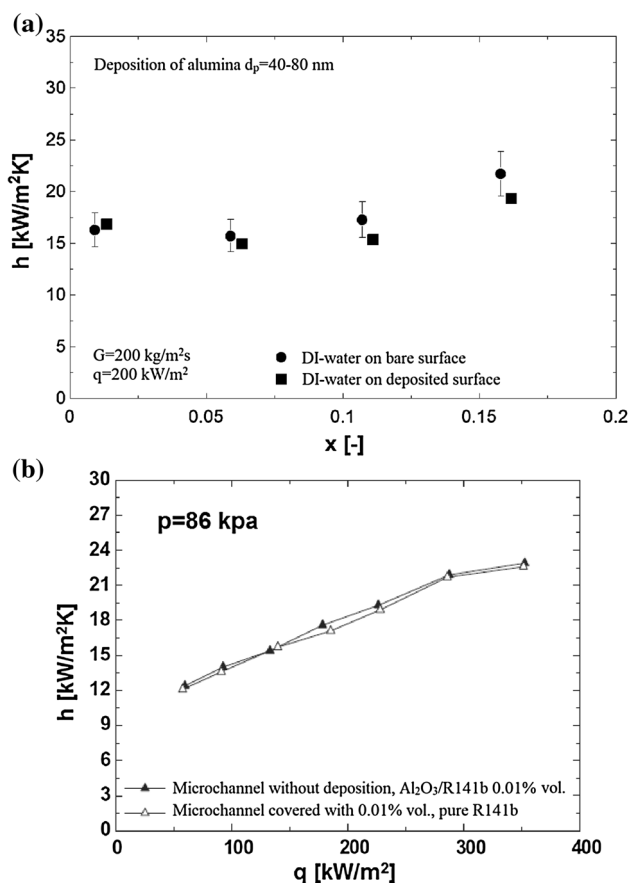 (a)
35
Deposition of alumina dₚ=40-80 nm
30
25
20
15
10
5
0
h [kW/m²K]
G=200 kg/m²s
q=200 kW/m²
DI-water on bare surface
DI-water on deposited surface
0 0.05 0.1 0.15 0.2
x [-]
(b)
30
27
24
21
18
15
12
9
6
3
0
p=86 kpa
h [kW/m²K]
Microchannel without deposition, Al₂O₃/R141b 0.01% vol.
Microchannel covered with 0.01% vol., pure R141b
0 100 200 300 400
q [kW/m²]